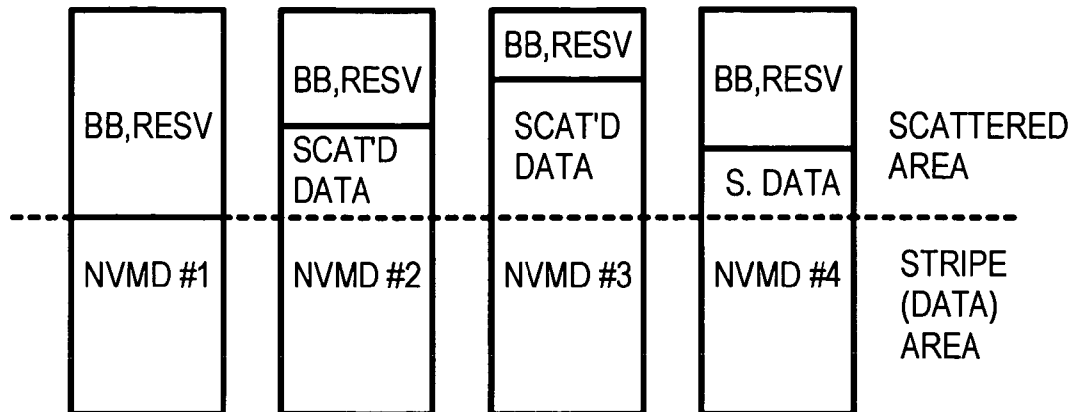 BB,RESV
NVMD #1
BB,RESV
SCAT'D
DATA
NVMD #2
BB,RESV
SCAT'D
DATA
NVMD #3
BB,RESV
S. DATA
NVMD #4
SCATTERED
AREA
STRIPE
(DATA)
AREA